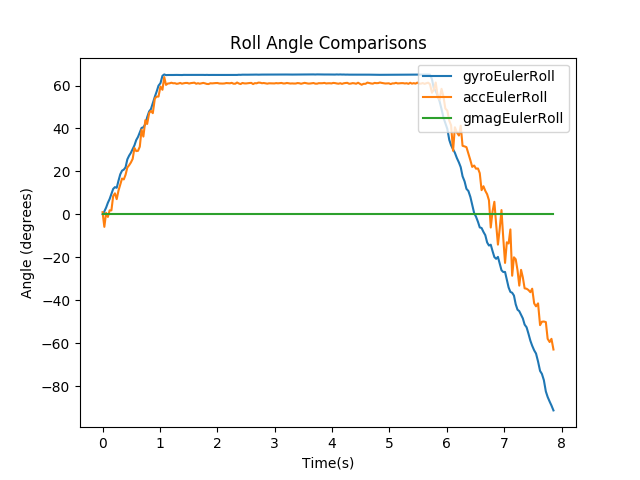 Roll Angle Comparisons
gyroEulerRoll
accEulerRoll
gmagEulerRoll
60
40
20
0
−20
−40
−60
−80
Angle (degrees)
0 1 2 3 4 5 6 7 8
Time(s)